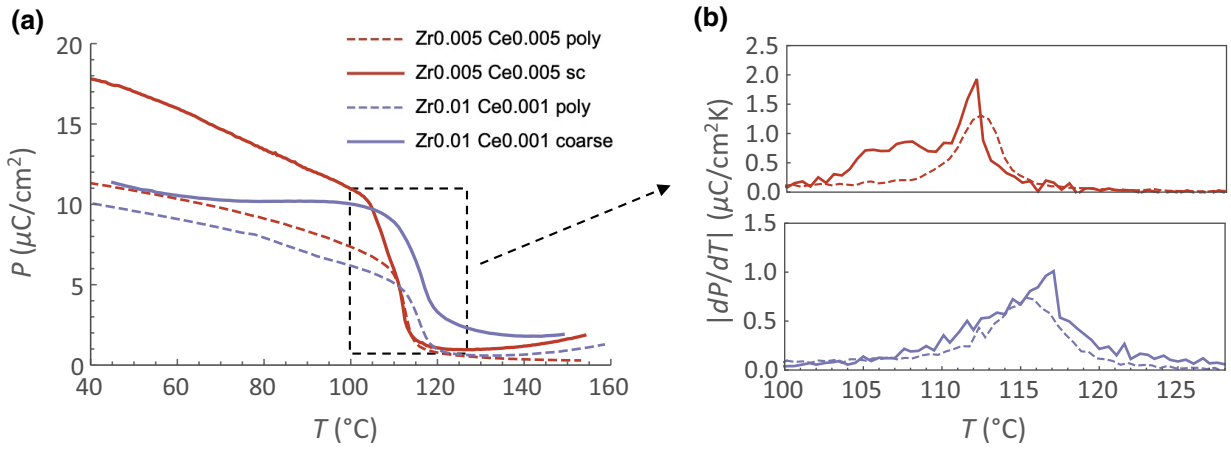 (a)
20
15
10
5
0
40
60
80
100
120
140
160
P (μC/cm²)
T (°C)
Zr0.005 Ce0.005 poly
Zr0.005 Ce0.005 sc
Zr0.01 Ce0.001 poly
Zr0.01 Ce0.001 coarse
(b)
2.5
2.0
1.5
1.0
0.5
0.0
1.5
1.0
0.5
0.0
100
105
110
115
120
125
|dP/dT| (μC/cm²K)
T (°C)